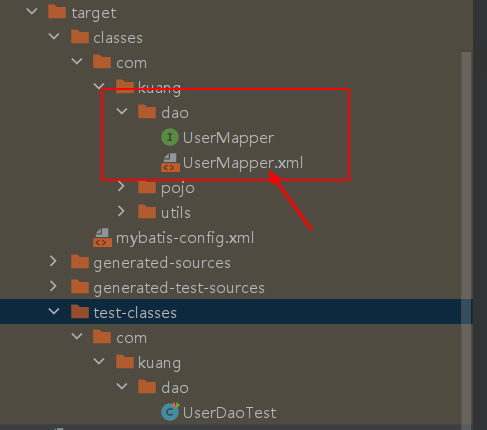 target
classes
com
kuang
dao
UserMapper
UserMapper.xml
pojo
utils
mybatis-config.xml
generated-sources
generated-test-sources
test-classes
com
kuang
dao
UserDaoTest